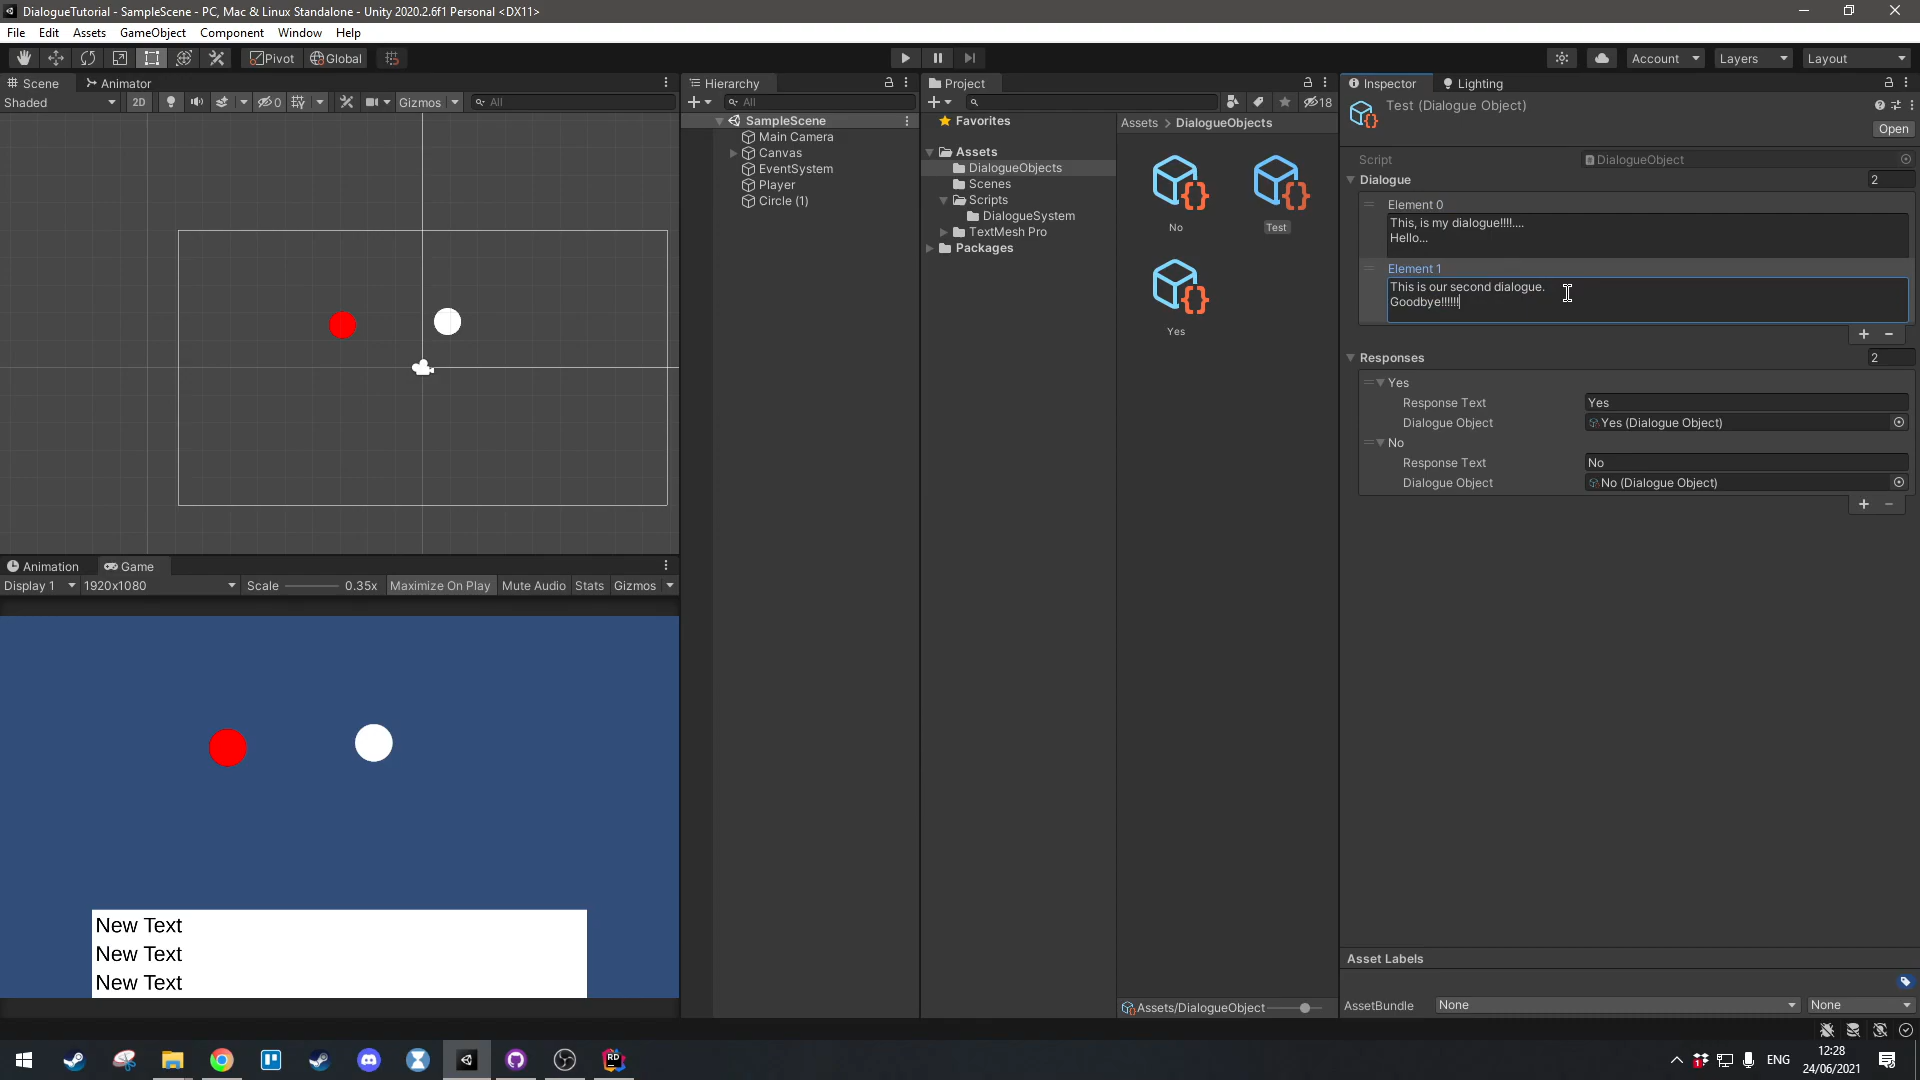 DialogueTutorial - SampleScene - PC, Mac & Linux Standalone - Unity 2020.2.6f1 Personal <DX11>
File Edit Assets GameObject Component Window Help
Pivot Global Account Layers Layout
Scene Animator
Shaded 2D 0 Gizmos All
Hierarchy
All
SampleScene
Main Camera
Canvas
EventSystem
Player
Circle (1)
Project
18
Favorites
Assets
DialogueObjects
Scenes
Scripts
DialogueSystem
TextMesh Pro
Packages
Assets > DialogueObjects
No
Test
Yes
Assets/DialogueObject
Inspector Lighting
Test (Dialogue Object)
Open
Script DialogueObject
Dialogue 2
Element 0
This, is my dialogue!!!!....
Hello...
Element 1
This is our second dialogue.
Goodbye!!!!!!
Responses 2
Yes
Response Text Yes
Dialogue Object Yes (Dialogue Object)
No
Response Text No
Dialogue Object No (Dialogue Object)
Asset Labels
AssetBundle None None
Animation Game
Display 1 1920x1080 Scale 0.35x Maximize On Play Mute Audio Stats Gizmos
New Text
New Text
New Text
RD
ENG
12:28
24/06/2021